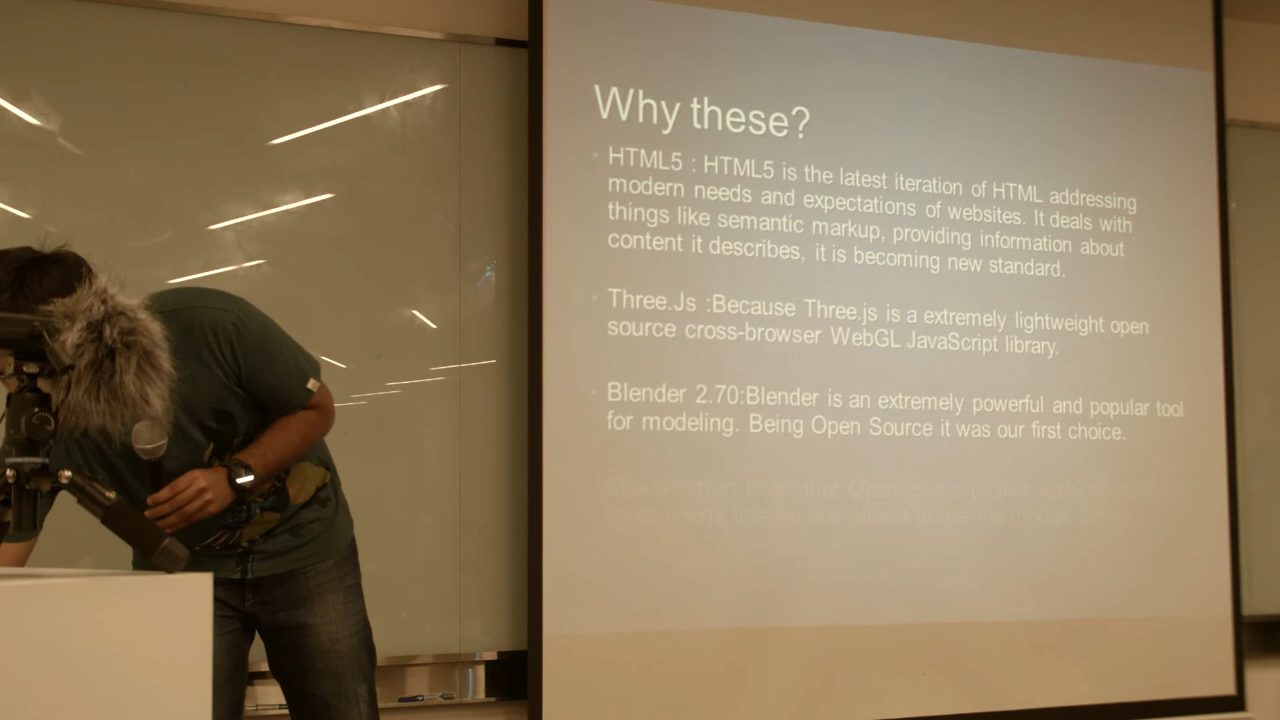 Why these?
HTML5 : HTML5 is the latest iteration of HTML addressing
modern needs and expectations of websites. It deals with
things like semantic markup, providing information about
content it describes, it is becoming new standard.
Three.Js :Because Three.js is a extremely lightweight open
source cross-browser WebGL JavaScript library.
Blender 2.70:Blender is an extremely powerful and popular tool
for modeling. Being Open Source it was our first choice.